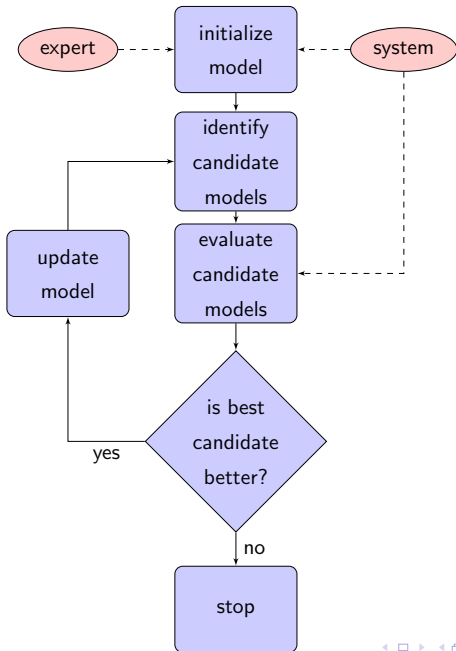 expert
initialize
model
system
identify
candidate
models
update
model
evaluate
candidate
models
is best
candidate
better?
yes
no
stop